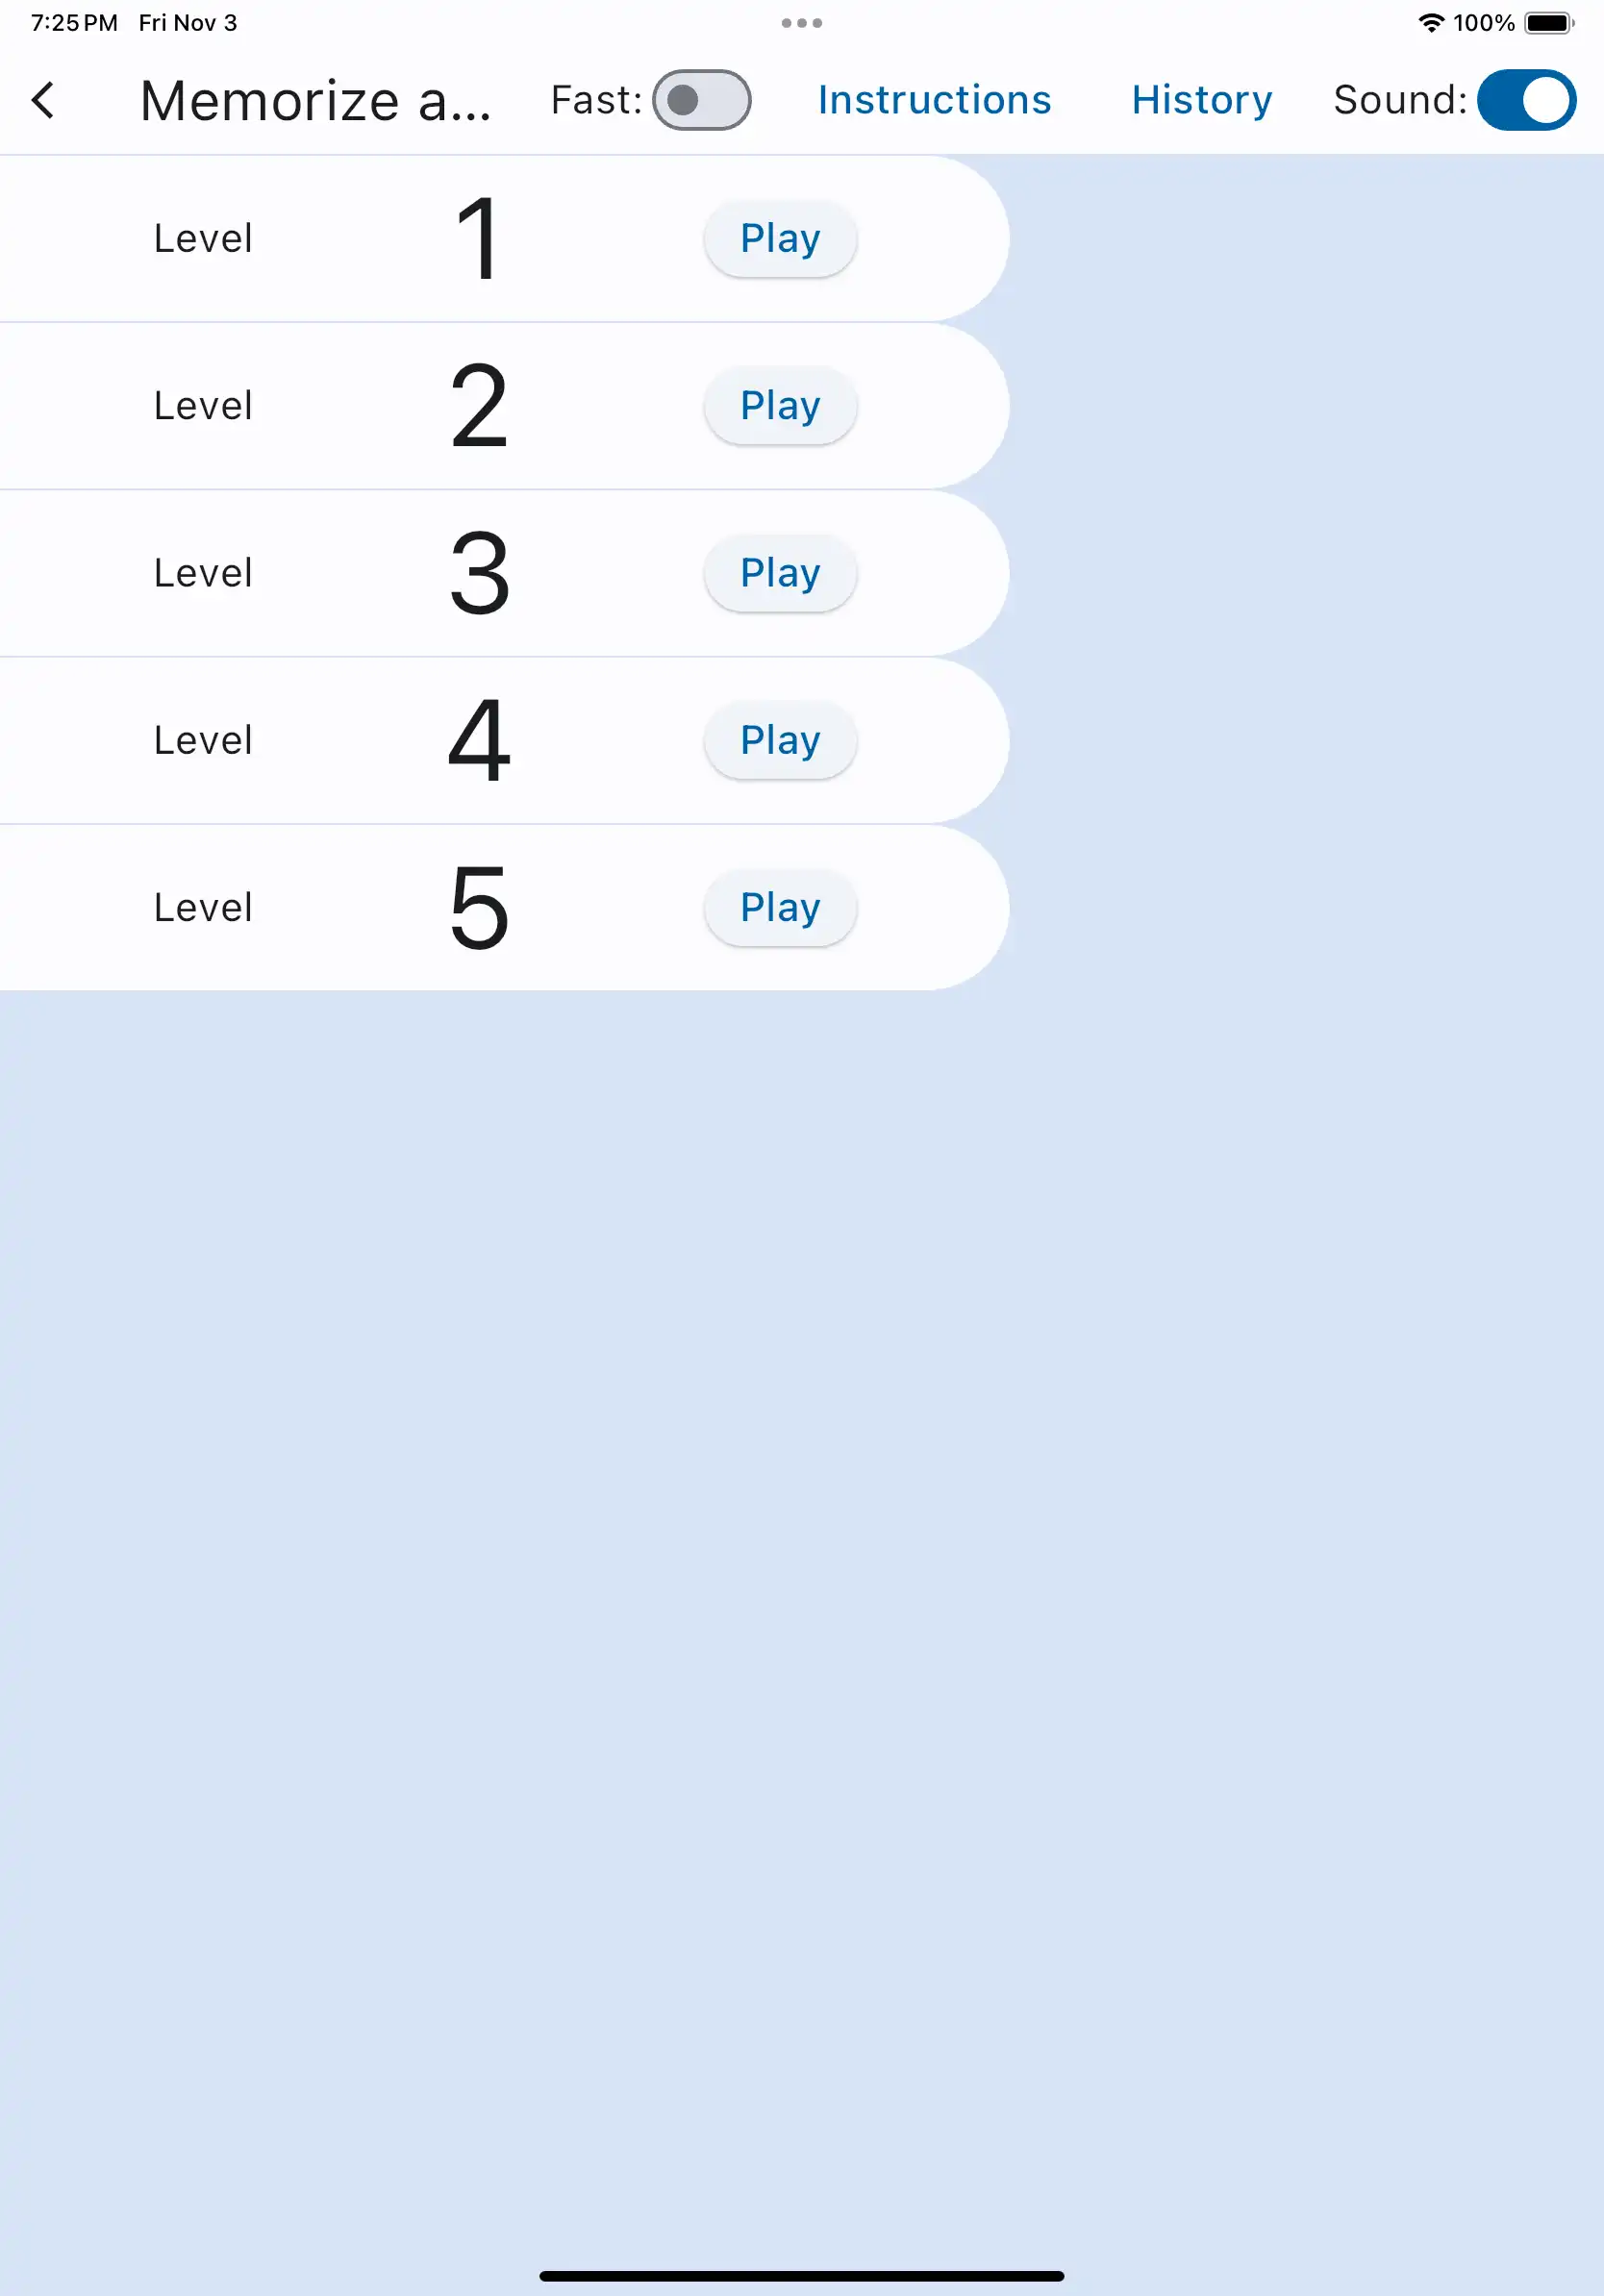 7:25 PM Fri Nov 3 100%
Memorize a... Fast: Instructions History Sound:
Level 1 Play
Level 2 Play
Level 3 Play
Level 4 Play
Level 5 Play